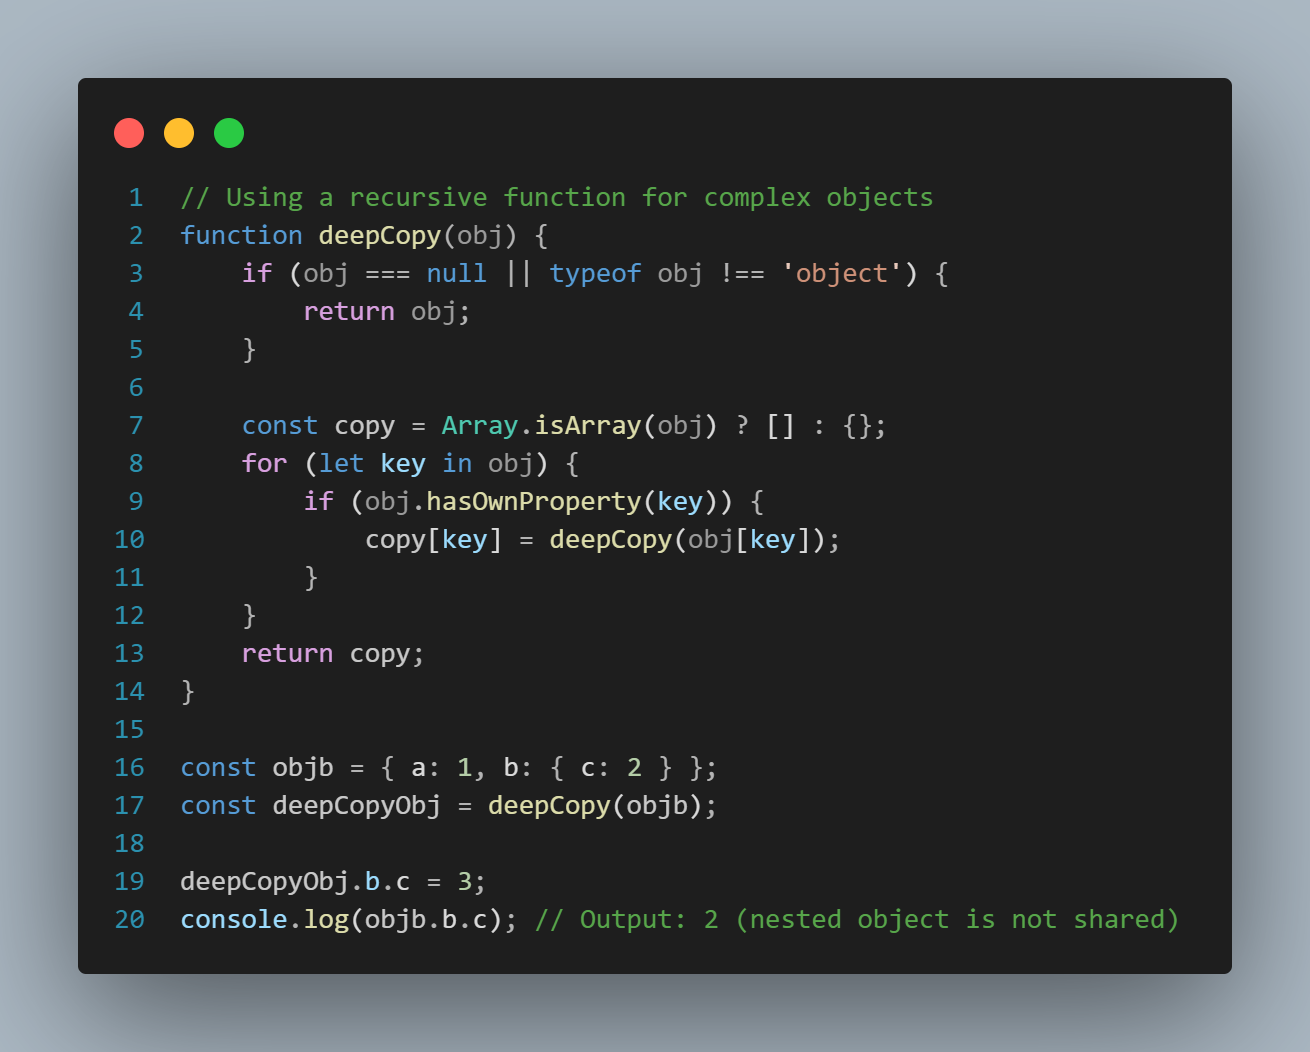 1 // Using a recursive function for complex objects
2 function deepCopy(obj) {
3     if (obj === null || typeof obj !== 'object') {
4         return obj;
5     }
6
7     const copy = Array.isArray(obj) ? [] : {};
8     for (let key in obj) {
9         if (obj.hasOwnProperty(key)) {
10             copy[key] = deepCopy(obj[key]);
11         }
12     }
13     return copy;
14 }
15
16 const objb = { a: 1, b: { c: 2 } };
17 const deepCopyObj = deepCopy(objb);
18
19 deepCopyObj.b.c = 3;
20 console.log(objb.b.c); // Output: 2 (nested object is not shared)